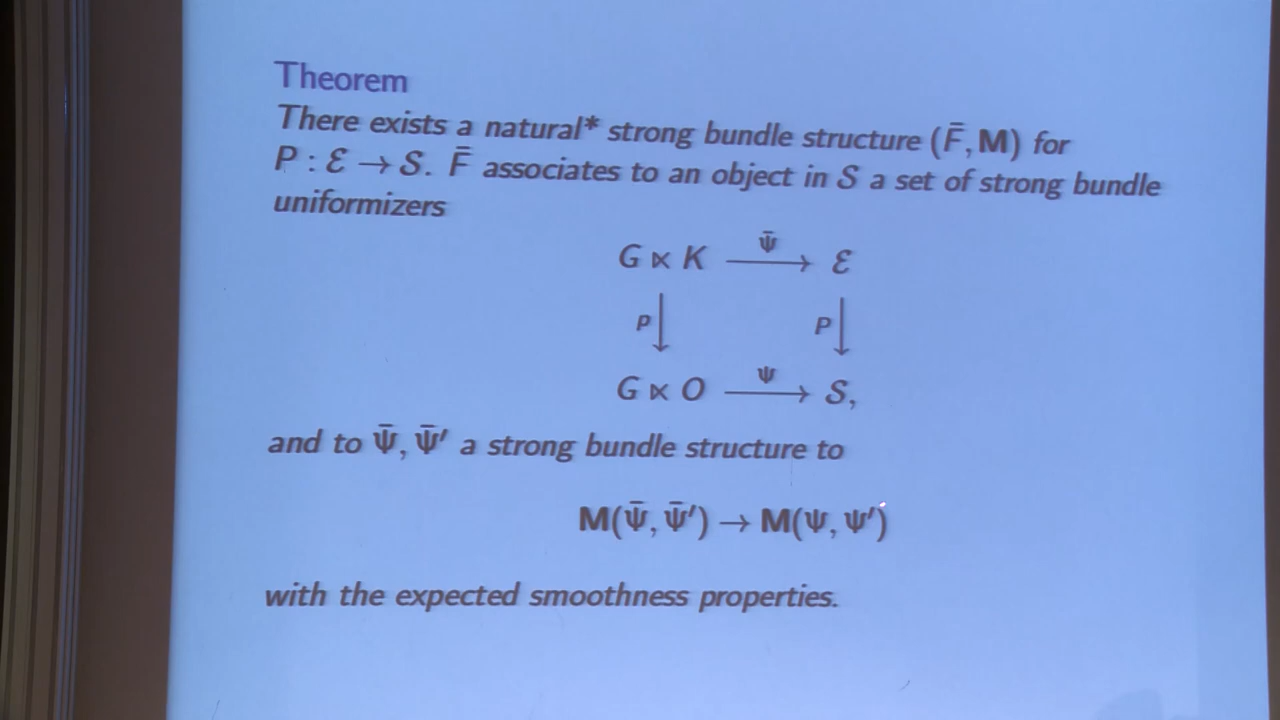 Theorem
There exists a natural* strong bundle structure (F̄, M) for
P : ℰ → 𝒮. F̄ associates to an object in 𝒮 a set of strong bundle
uniformizers
G ⋉ K —Ψ̄→ ℰ
P↓ P↓
G ⋉ O —Ψ→ 𝒮,
and to Ψ̄, Ψ̄′ a strong bundle structure to
M(Ψ̄, Ψ̄′) → M(Ψ, Ψ′)
with the expected smoothness properties.